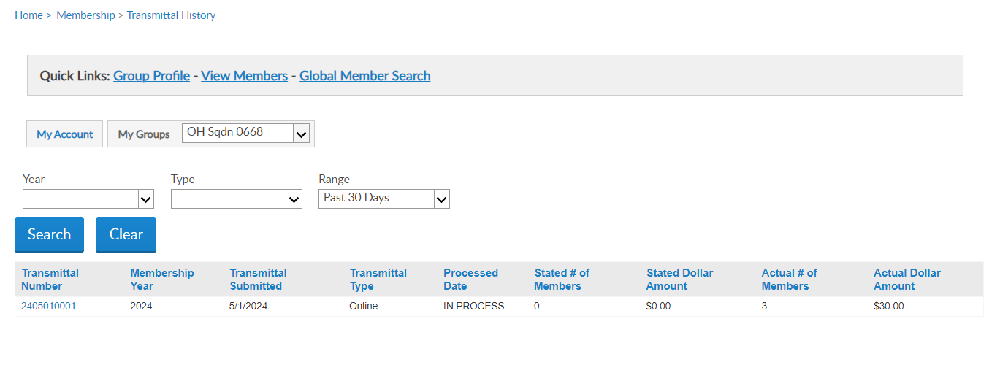 Home > Membership > Transmittal History
Quick Links: Group Profile - View Members - Global Member Search
My Account My Groups OH Sqdn 0668
Year Type Range
Past 30 Days
Search Clear
Transmittal Number Membership Year Transmittal Submitted Transmittal Type Processed Date Stated # of Members Stated Dollar Amount Actual # of Members Actual Dollar Amount
2405010001 2024 5/1/2024 Online IN PROCESS 0 $0.00 3 $30.00